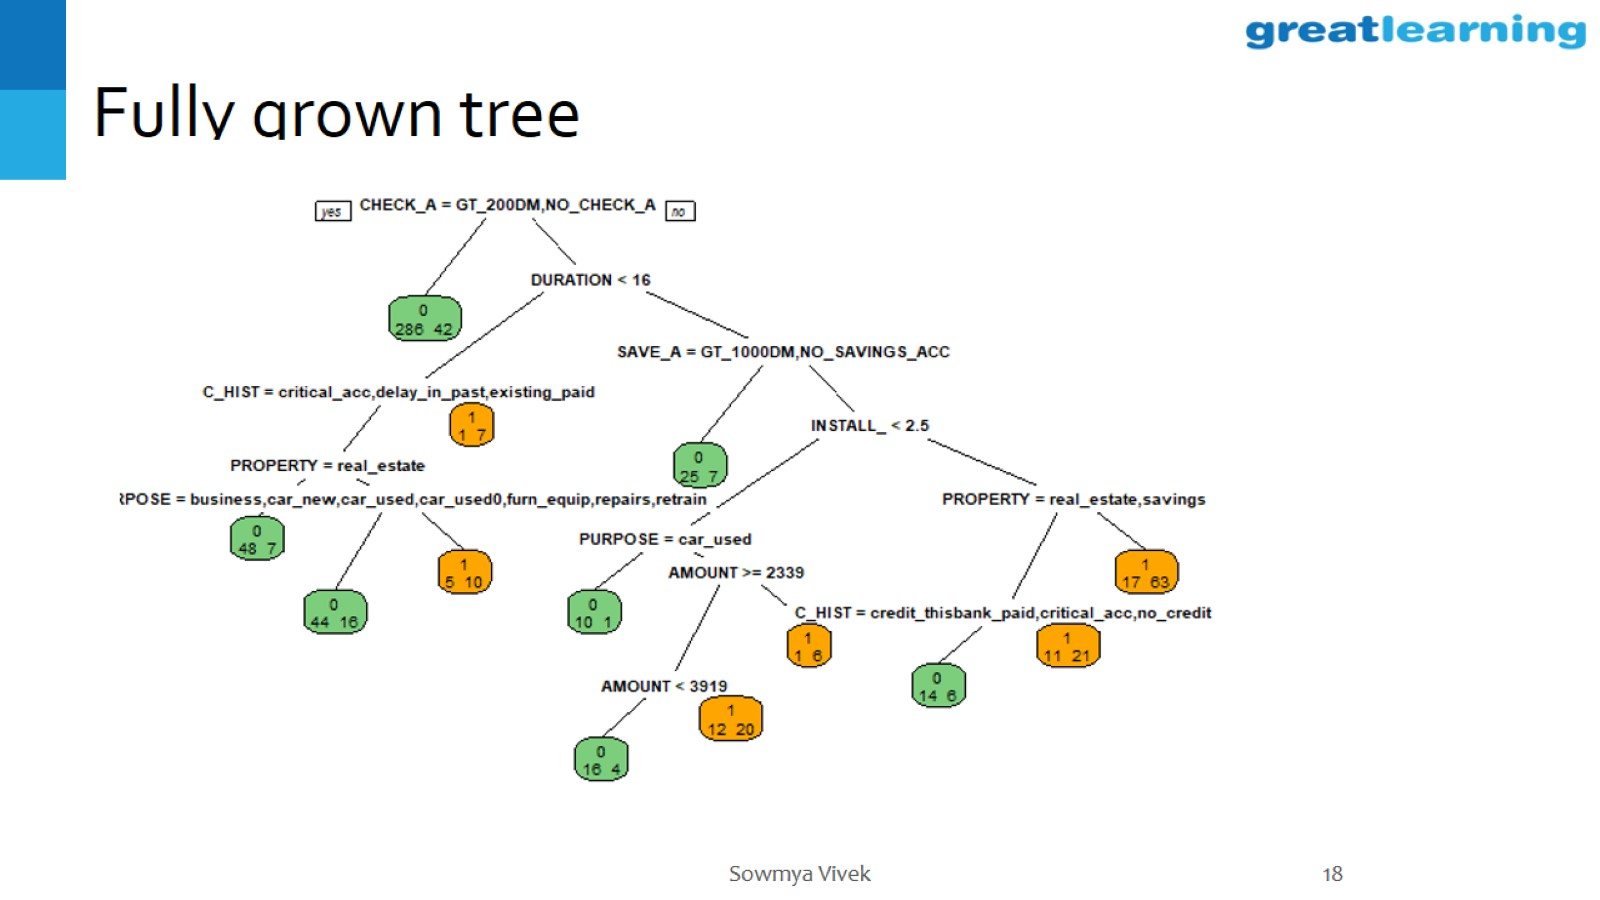 greatlearning
Fully grown tree
yes CHECK_A = GT_200DM,NO_CHECK_A no
DURATION < 16
0
286 42
SAVE_A = GT_1000DM,NO_SAVINGS_ACC
C_HIST = critical_acc,delay_in_past,existing_paid
1
1 7
INSTALL_ < 2.5
PROPERTY = real_estate
0
25 7
RPOSE = business,car_new,car_used,car_used0,furn_equip,repairs,retrain
PROPERTY = real_estate,savings
0
48 7
PURPOSE = car_used
1
5 10
AMOUNT >= 2339
1
17 63
0
44 16
0
10 1
C_HIST = credit_thisbank_paid,critical_acc,no_credit
1
1 6
1
11 21
AMOUNT < 3919
0
14 6
1
12 20
0
16 4
Sowmya Vivek
18